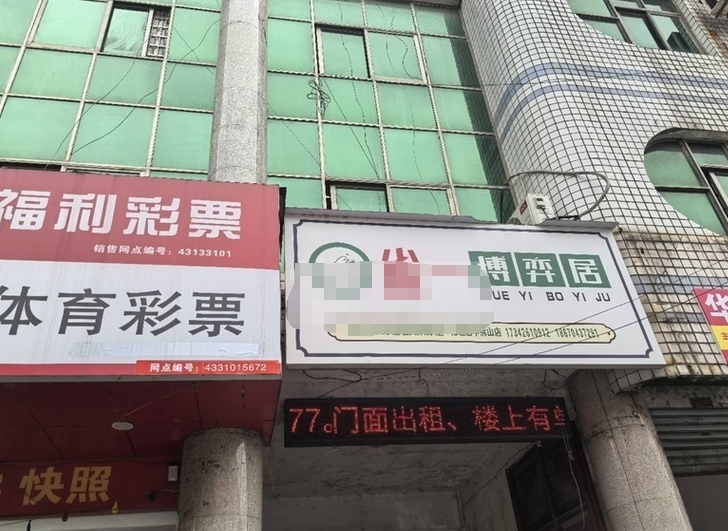 福利彩票
销售网点编号：43133101
体育彩票
网点编号：4331015672
快照
博弈居
UE YI BO YI JU
17342610912
77。门面出租、楼上有
华